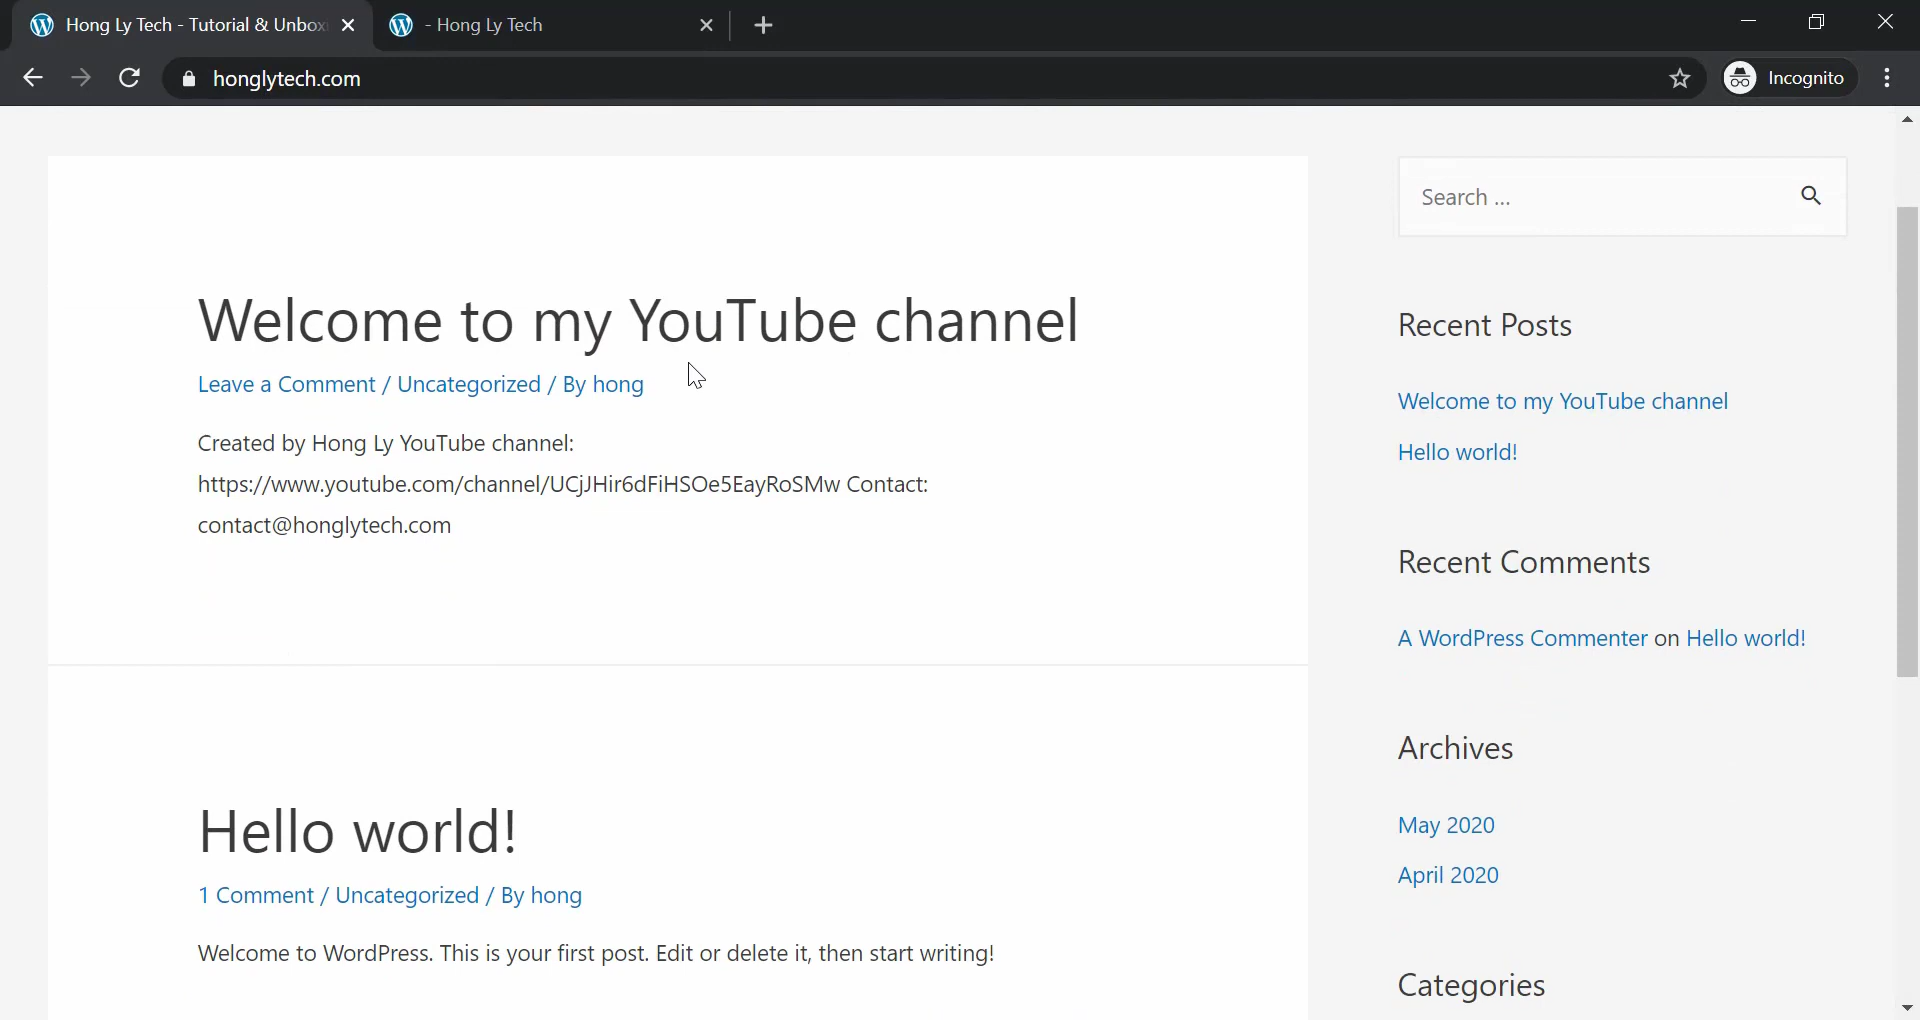 Hong Ly Tech - Tutorial & Unbox
- Hong Ly Tech
honglytech.com
Incognito
Welcome to my YouTube channel
Leave a Comment / Uncategorized / By hong
Created by Hong Ly YouTube channel:
https://www.youtube.com/channel/UCjJHir6dFiHSOe5EayRoSMw Contact:
contact@honglytech.com
Hello world!
1 Comment / Uncategorized / By hong
Welcome to WordPress. This is your first post. Edit or delete it, then start writing!
Search ...
Recent Posts
Welcome to my YouTube channel
Hello world!
Recent Comments
A WordPress Commenter on Hello world!
Archives
May 2020
April 2020
Categories